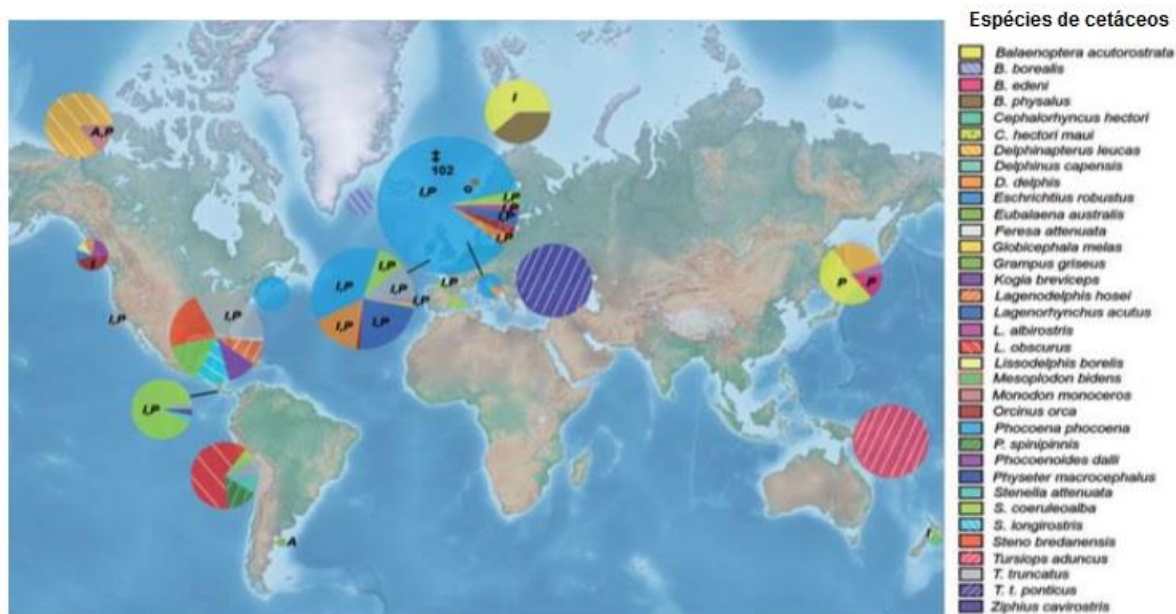 Espécies de cetáceos
Balaenoptera acutorostrata
B. borealis
B. edeni
B. physalus
Cephalorhyncus hectori
C. hectori maui
Delphinapterus leucas
Delphinus capensis
D. delphis
Eschrichtius robustus
Eubalaena australis
Feresa attenuata
Globicephala melas
Grampus griseus
Kogia breviceps
Lagenodelphis hosei
Lagenorhynchus acutus
L. albirostris
L. obscurus
Lissodelphis borelis
Mesoplodon bidens
Monodon monoceros
Orcinus orca
Phocoena phocoena
P. spinipinnis
Phocoenoides dalli
Physeter macrocephalus
Stenella attenuata
S. coeruleoalba
S. longirostris
Steno bredanensis
Tursiops aduncus
T. truncatus
T. t. ponticus
Ziphius cavirostris
I
A,P
‡
102
I,P
I,P
I,P
I,P
I,P
I,P
I,P
I,P
I,P
I,P
I
P
P
I,P
I,P
I,P
A
I